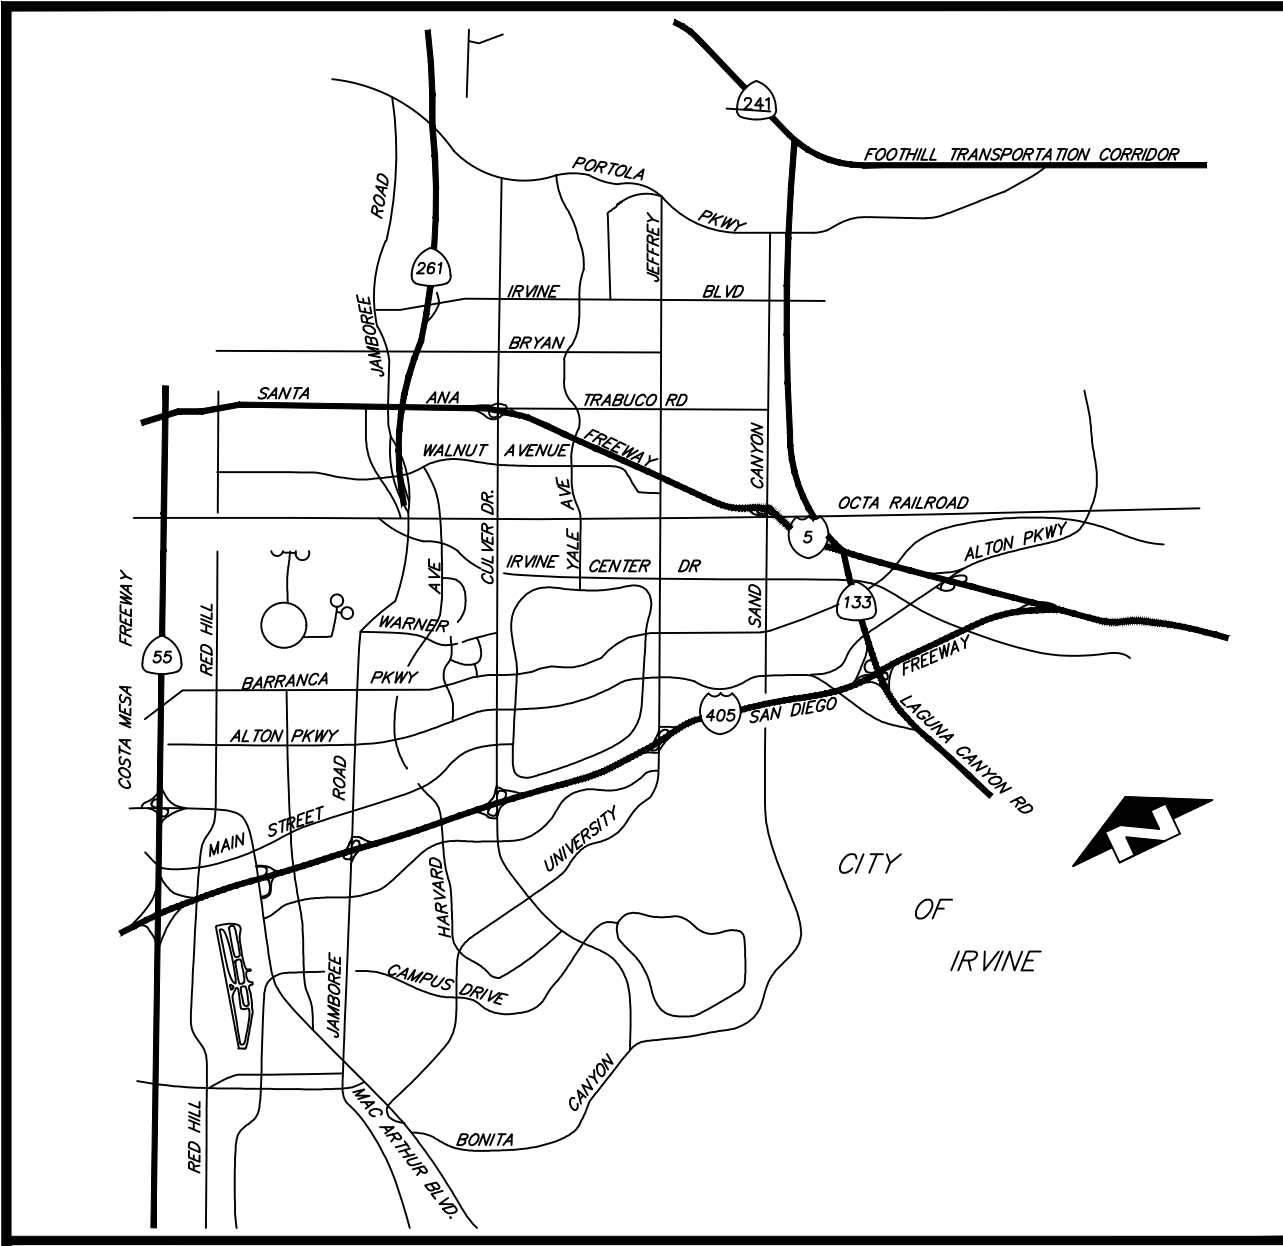 241
FOOTHILL TRANSPORTATION CORRIDOR
PORTOLA
PKWY
ROAD
JEFFREY
261
IRVINE BLVD
JAMBOREE
BRYAN
SANTA ANA
TRABUCO RD
FREEWAY
WALNUT AVENUE
CANYON
AVE
CULVER DR.
OCTA RAILROAD
5
ALTON PKWY
YALE
IRVINE CENTER DR
AVE
FREEWAY
RED HILL
SAND
133
WARNER
55
FREEWAY
BARRANCA PKWY
COSTA MESA
405
SAN DIEGO
LAGUNA CANYON RD
ALTON PKWY
ROAD
N
STREET
MAIN
UNIVERSITY
CITY
OF
IRVINE
HARVARD
CAMPUS DRIVE
JAMBOREE
CANYON
MAC ARTHUR BLVD.
RED HILL
BONITA